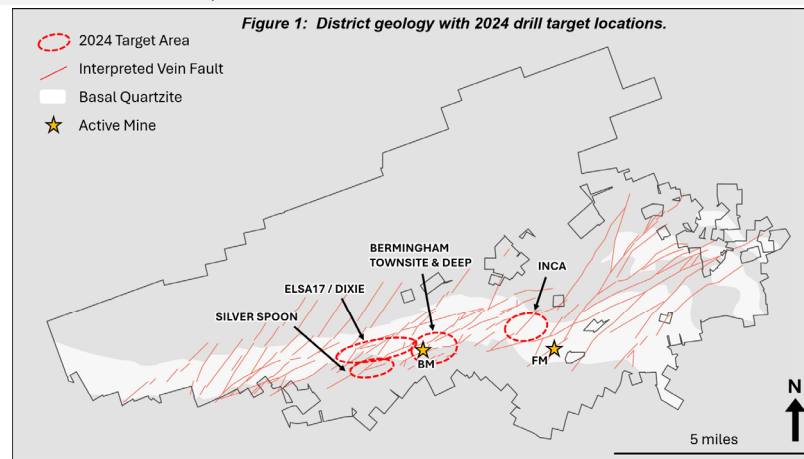 Figure 1: District geology with 2024 drill target locations.
2024 Target Area
Interpreted Vein Fault
Basal Quartzite
Active Mine
BERMINGHAM
TOWNSITE & DEEP
INCA
ELSA17 / DIXIE
SILVER SPOON
BM
FM
N
5 miles